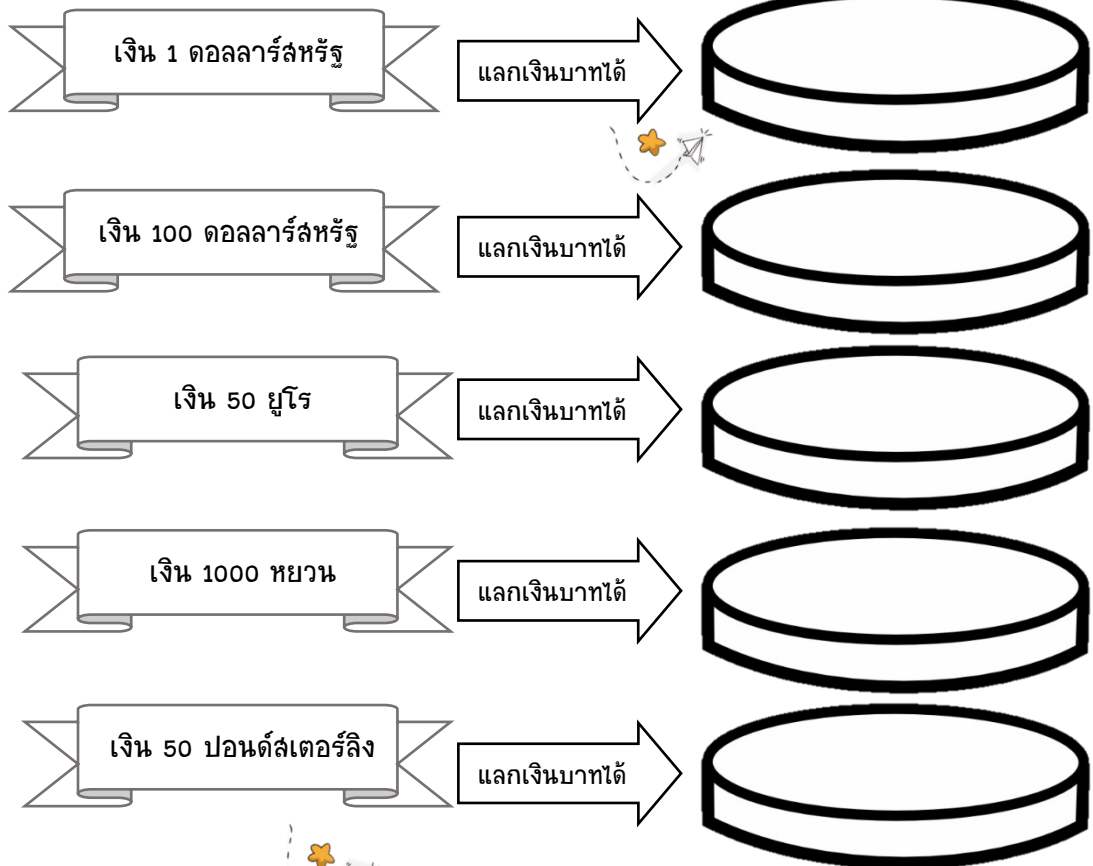 เงิน 1 ดอลลาร์สหรัฐ
แลกเงินบาทได้
เงิน 100 ดอลลาร์สหรัฐ
แลกเงินบาทได้
เงิน 50 ยูโร
แลกเงินบาทได้
เงิน 1000 หยวน
แลกเงินบาทได้
เงิน 50 ปอนด์สเตอร์ลิง
แลกเงินบาทได้